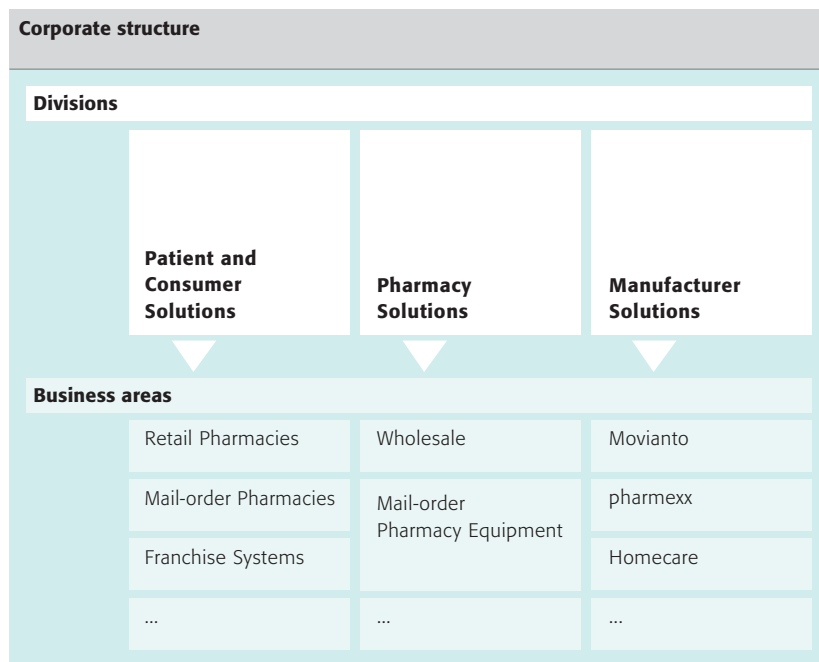 Corporate structure
Divisions
Patient and
Consumer
Solutions
Pharmacy
Solutions
Manufacturer
Solutions
Business areas
Retail Pharmacies
Wholesale
Movianto
Mail-order Pharmacies
Mail-order
Pharmacy Equipment
pharmexx
Franchise Systems
Homecare
...
...
...